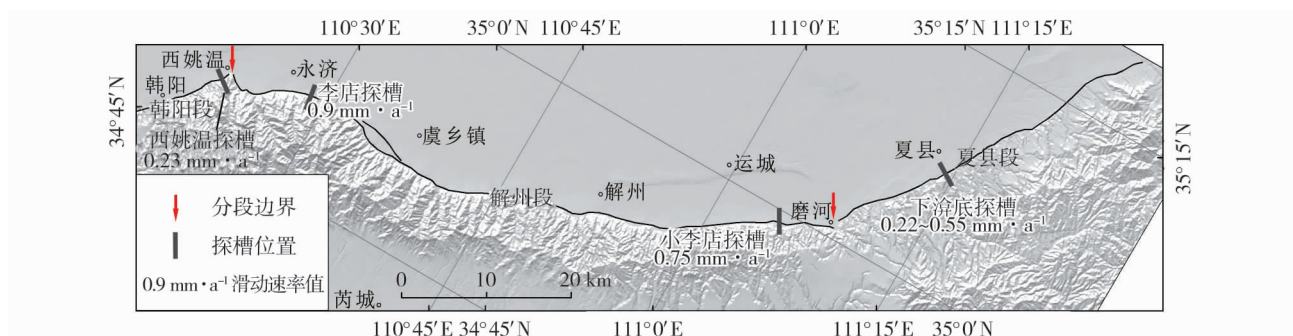 110°30′E 35°0′N 110°45′E 111°0′E 35°15′N 111°15′E
西姚温
韩阳
永济
李店探槽
0.9 mm·a⁻¹
韩阳段
34°45′N
西姚温探槽
0.23 mm·a⁻¹
虞乡镇
运城
夏县
夏县段
35°15′N
解州段
解州
磨河
下浛底探槽
0.22~0.55 mm·a⁻¹
小李店探槽
0.75 mm·a⁻¹
分段边界
探槽位置
0.9 mm·a⁻¹ 滑动速率值
0 10 20 km
芮城
110°45′E 34°45′N 111°0′E 111°15′E 35°0′N